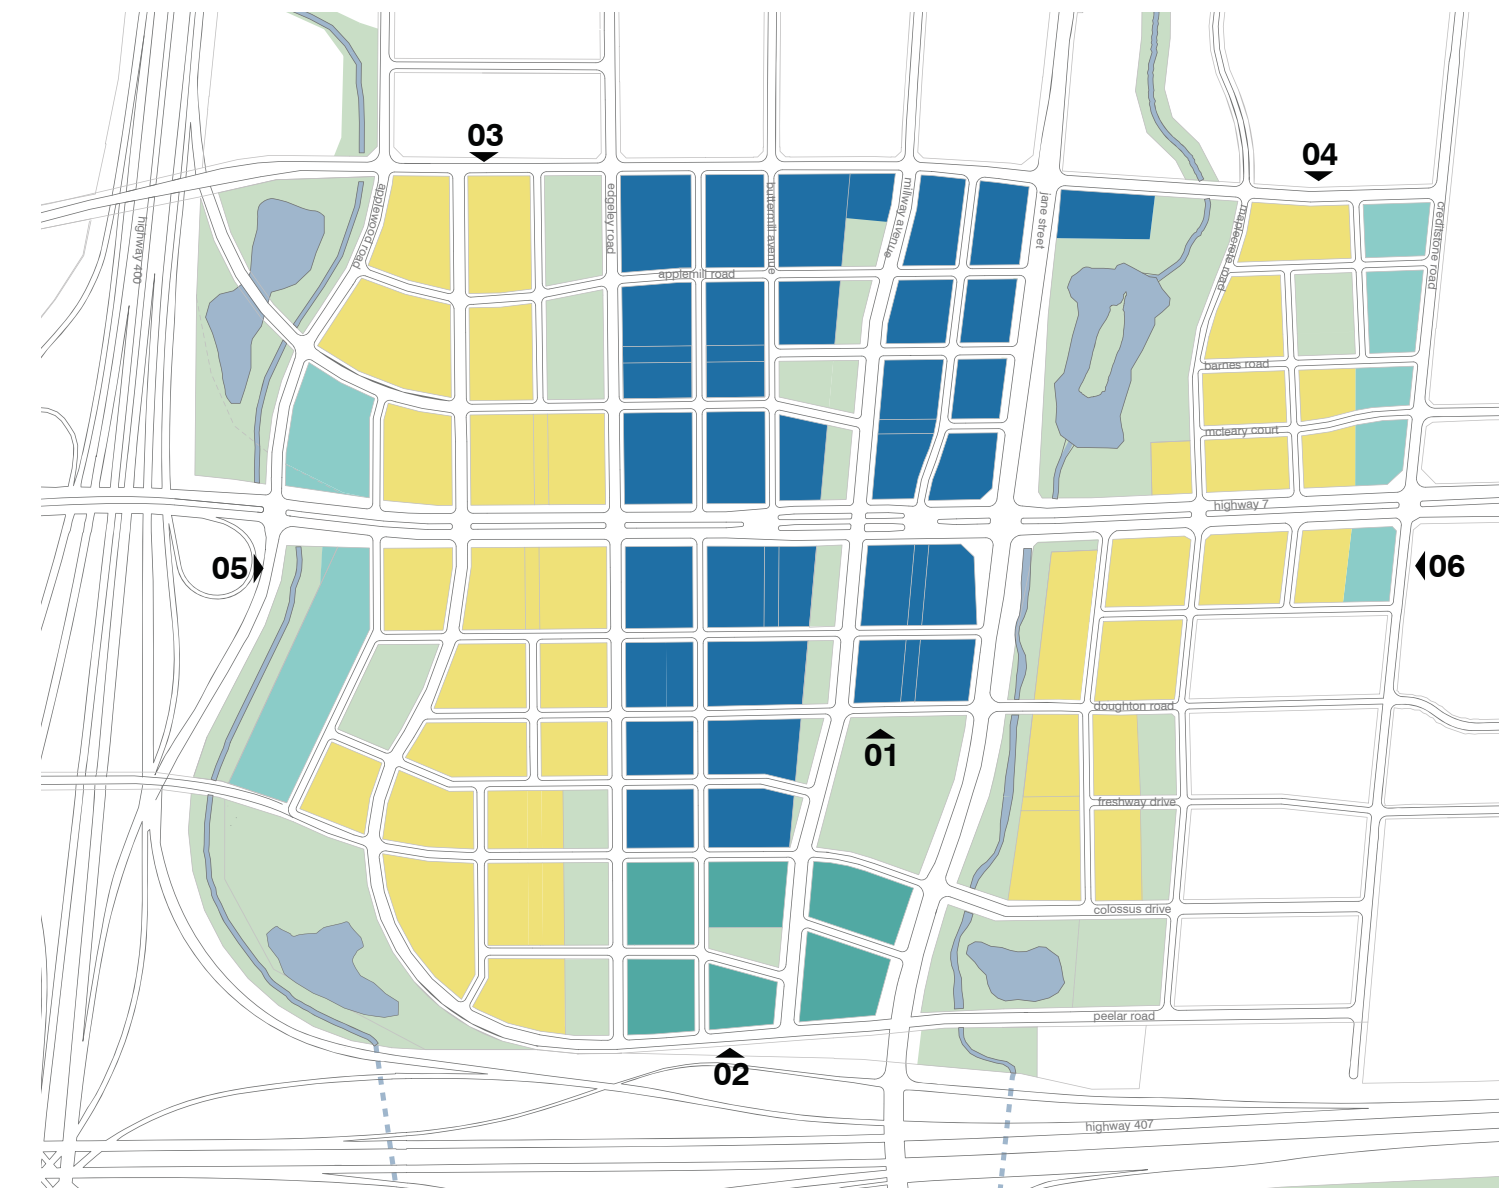 03
04
applewood road
edgeley road
buttermill avenue
millway avenue
jane street
maplecrete road
creditstone road
highway 400
applemill road
barnes road
mcleary court
highway 7
05
06
doughton road
01
freshway drive
colossus drive
peelar road
02
highway 407